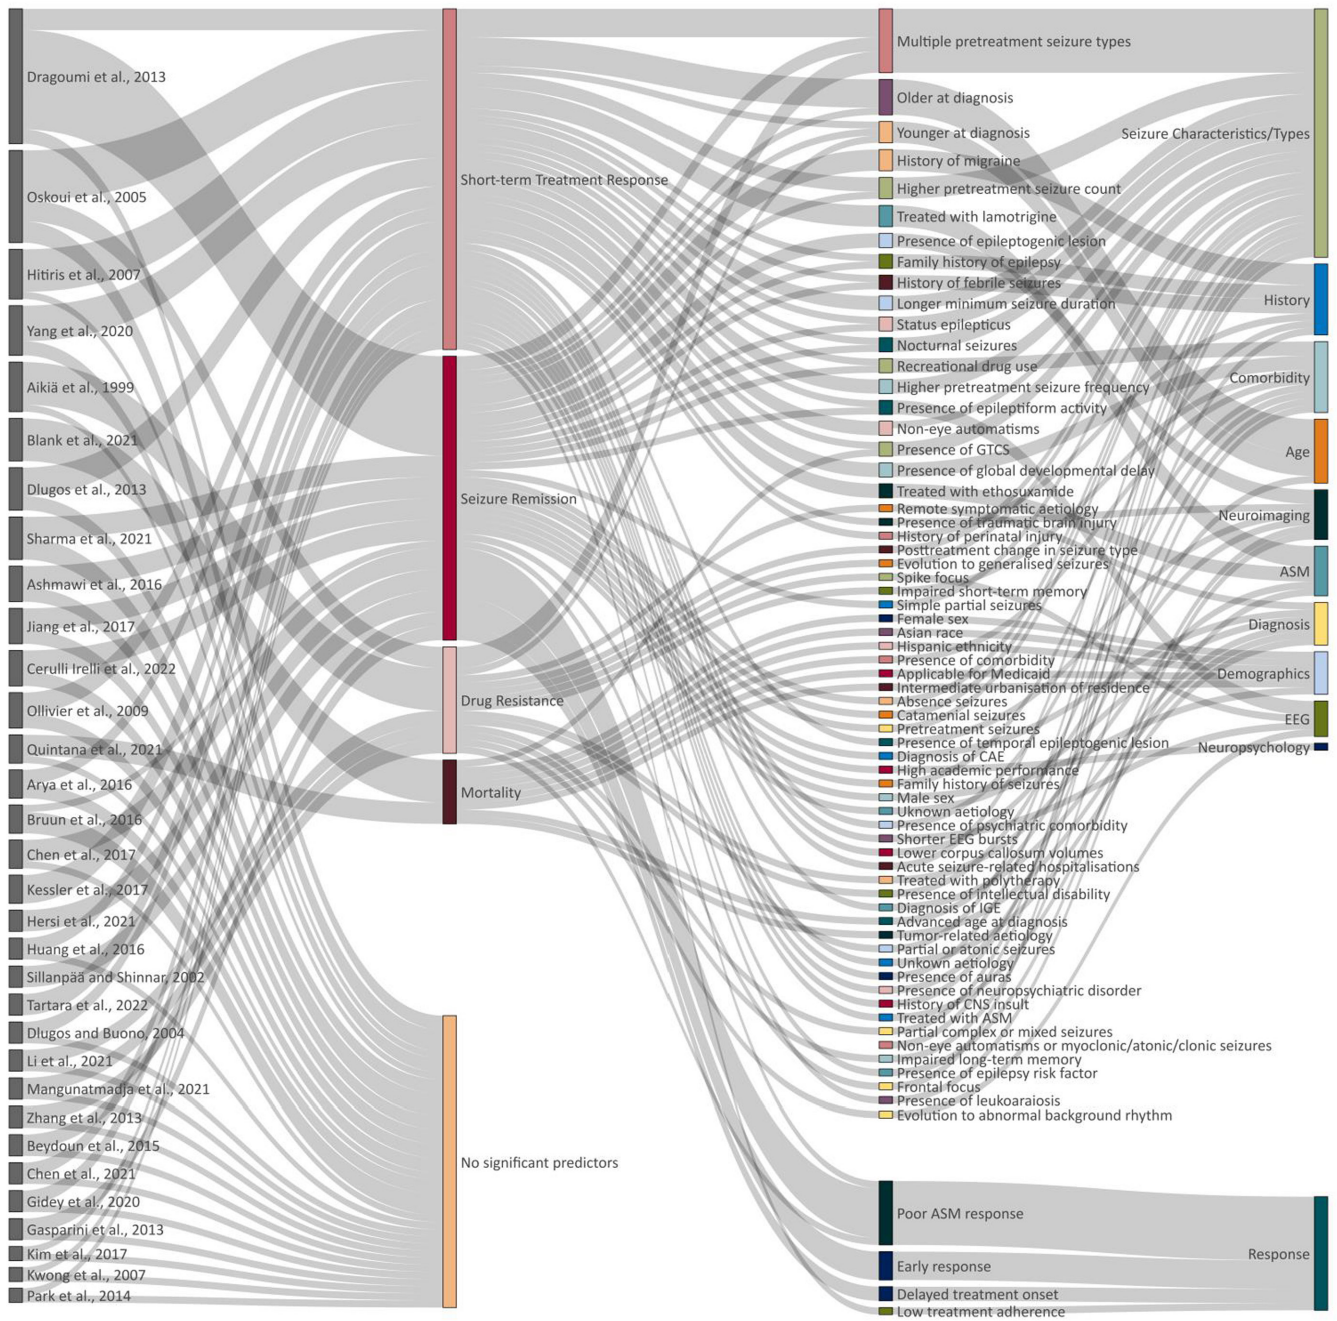 Dragoumi et al., 2013
Oskoui et al., 2005
Hitiris et al., 2007
Yang et al., 2020
Aikiä et al., 1999
Blank et al., 2021
Dlugos et al., 2013
Sharma et al., 2021
Ashmawi et al., 2016
Jiang et al., 2017
Cerulli Irelli et al., 2022
Ollivier et al., 2009
Quintana et al., 2021
Arya et al., 2016
Bruun et al., 2016
Chen et al., 2017
Kessler et al., 2017
Hersi et al., 2021
Huang et al., 2016
Sillanpää and Shinnar, 2002
Tartara et al., 2022
Dlugos and Buono, 2004
Li et al., 2021
Mangunatmadja et al., 2021
Zhang et al., 2013
Beydoun et al., 2015
Chen et al., 2021
Gidey et al., 2020
Gasparini et al., 2013
Kim et al., 2017
Kwong et al., 2007
Park et al., 2014
Short-term Treatment Response
Seizure Remission
Drug Resistance
Mortality
No significant predictors
Multiple pretreatment seizure types
Older at diagnosis
Younger at diagnosis
History of migraine
Higher pretreatment seizure count
Treated with lamotrigine
Presence of epileptogenic lesion
Family history of epilepsy
History of febrile seizures
Longer minimum seizure duration
Status epilepticus
Nocturnal seizures
Recreational drug use
Higher pretreatment seizure frequency
Presence of epileptiform activity
Non-eye automatisms
Presence of GTCS
Presence of global developmental delay
Treated with ethosuxamide
Remote symptomatic aetiology
Presence of traumatic brain injury
History of perinatal injury
Posttreatment change in seizure type
Evolution to generalised seizures
Spike focus
Impaired short-term memory
Simple partial seizures
Female sex
Asian race
Hispanic ethnicity
Presence of comorbidity
Applicable for Medicaid
Intermediate urbanisation of residence
Absence seizures
Catamenial seizures
Pretreatment seizures
Presence of temporal epileptogenic lesion
Diagnosis of CAE
High academic performance
Family history of seizures
Male sex
Uknown aetiology
Presence of psychiatric comorbidity
Shorter EEG bursts
Lower corpus callosum volumes
Acute seizure-related hospitalisations
Treated with polytherapy
Presence of intellectual disability
Diagnosis of IGE
Advanced age at diagnosis
Tumor-related aetiology
Partial or atonic seizures
Unkown aetiology
Presence of auras
Presence of neuropsychiatric disorder
History of CNS insult
Treated with ASM
Partial complex or mixed seizures
Non-eye automatisms or myoclonic/atonic/clonic seizures
Impaired long-term memory
Presence of epilepsy risk factor
Frontal focus
Presence of leukoaraiosis
Evolution to abnormal background rhythm
Poor ASM response
Early response
Delayed treatment onset
Low treatment adherence
Seizure Characteristics/Types
History
Comorbidity
Age
Neuroimaging
ASM
Diagnosis
Demographics
EEG
Neuropsychology
Response